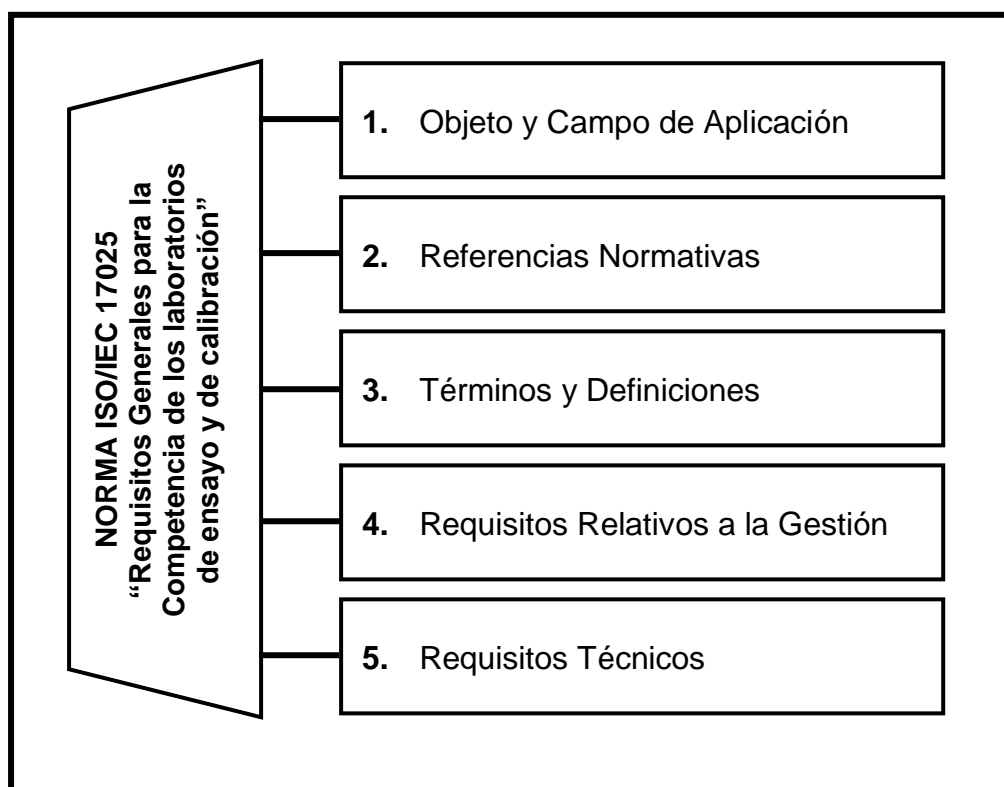 NORMA ISO/IEC 17025
“Requisitos Generales para la
Competencia de los laboratorios
de ensayo y de calibración”
1. Objeto y Campo de Aplicación
2. Referencias Normativas
3. Términos y Definiciones
4. Requisitos Relativos a la Gestión
5. Requisitos Técnicos